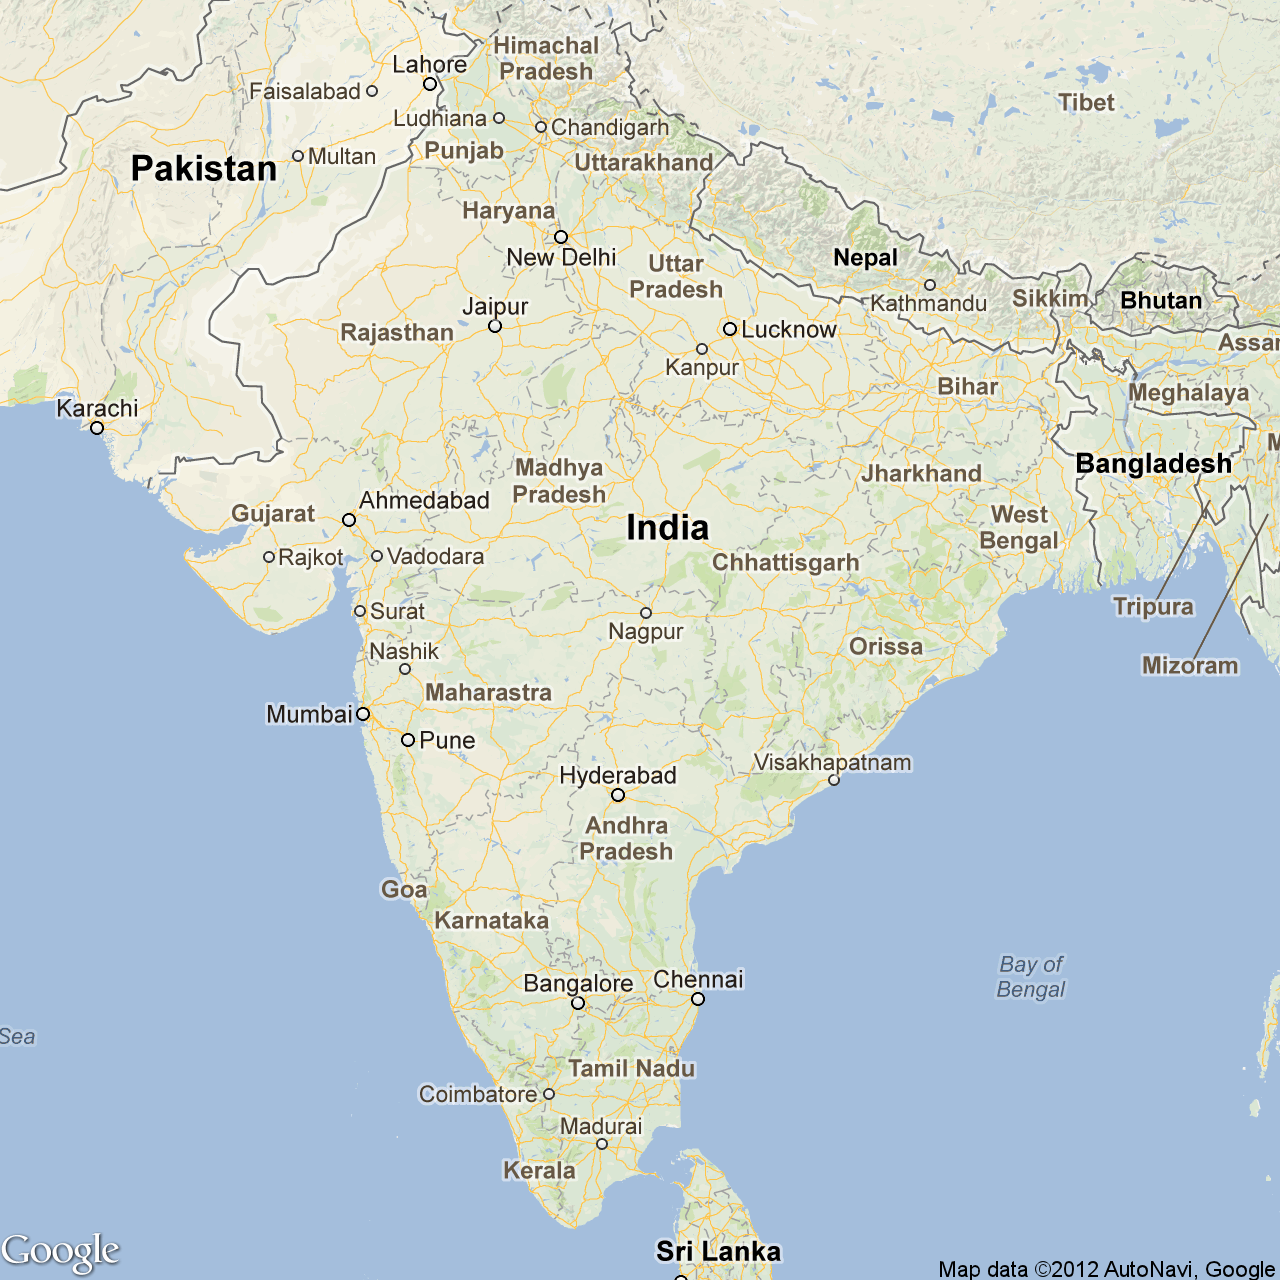 Himachal
Pradesh
Lahore
Faisalabad
Tibet
Ludhiana
Chandigarh
Punjab
Multan
Pakistan
Uttarakhand
Haryana
New Delhi
Nepal
Uttar
Pradesh
Kathmandu
Sikkim
Bhutan
Jaipur
Rajasthan
Lucknow
Assar
Kanpur
Bihar
Meghalaya
Karachi
M
Bangladesh
Madhya
Pradesh
Jharkhand
Ahmedabad
Gujarat
India
West
Bengal
Rajkot
Vadodara
Chhattisgarh
Surat
Tripura
Nagpur
Nashik
Orissa
Mizoram
Maharastra
Mumbai
Pune
Visakhapatnam
Hyderabad
Andhra
Pradesh
Goa
Karnataka
Bay of
Bengal
Bangalore
Chennai
Sea
Tamil Nadu
Coimbatore
Madurai
Kerala
Sri Lanka
Google
Map data ©2012 AutoNavi, Google